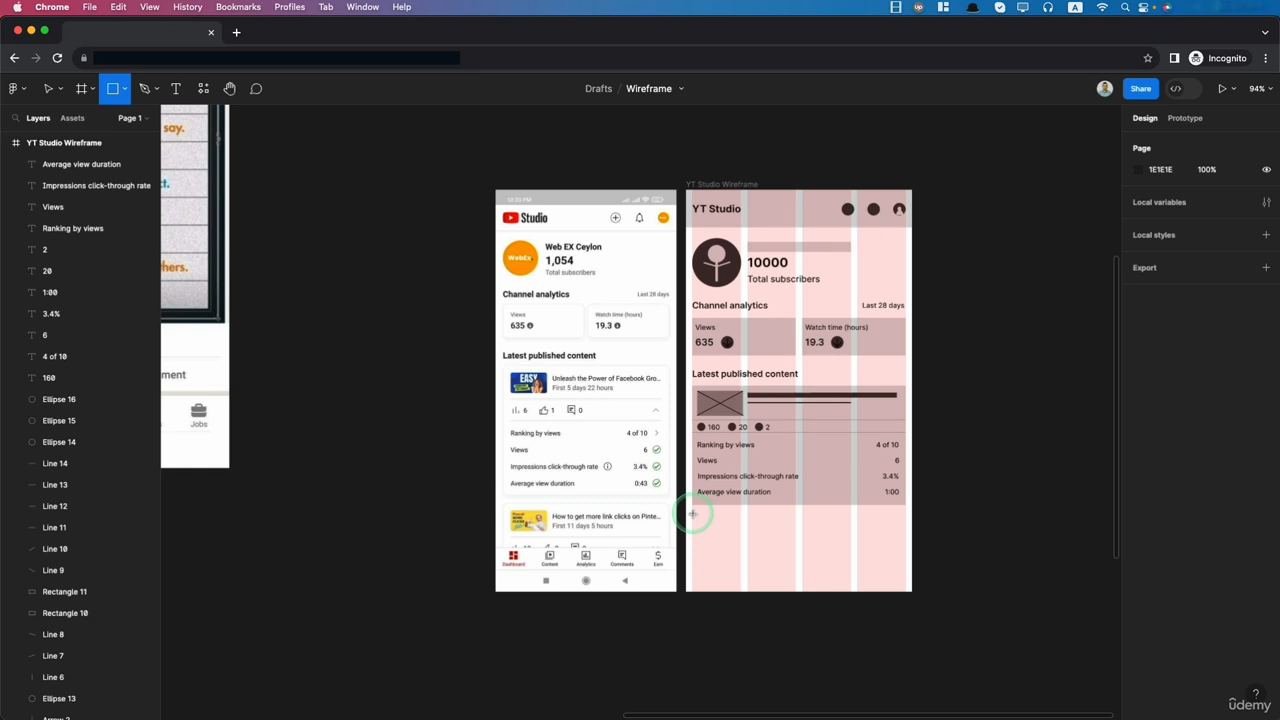 Chrome File Edit View History Bookmarks Profiles Tab Window Help
Incognito
Drafts / Wireframe
Share
94%
Layers Assets Page 1
YT Studio Wireframe
Average view duration
Impressions click-through rate
Views
Ranking by views
2
20
1:00
3.4%
6
4 of 10
160
Ellipse 16
Ellipse 15
Ellipse 14
Line 14
Line 13
Line 12
Line 11
Line 10
Line 9
Rectangle 11
Rectangle 10
Line 8
Line 7
Line 6
Ellipse 13
say.
ct.
hers.
ment
Jobs
10:33 PM
Studio
WebEx
Web EX Ceylon
1,054
Total subscribers
Channel analytics
Last 28 days
Views
635
Watch time (hours)
19.3
Latest published content
EASY
Unleash the Power of Facebook Gro...
First 5 days 22 hours
6 1 0
Ranking by views 4 of 10
Views 6
Impressions click-through rate 3.4%
Average view duration 0:43
How to get more link clicks on Pinte...
First 11 days 5 hours
Dashboard Content Analytics Comments Earn
YT Studio Wireframe
YT Studio
10000
Total subscribers
Channel analytics Last 28 days
Views
635
Watch time (hours)
19.3
Latest published content
160 20 2
Ranking by views 4 of 10
Views 6
Impressions click-through rate 3.4%
Average view duration 1:00
Design Prototype
Page
1E1E1E 100%
Local variables
Local styles
Export
?
ûdemy